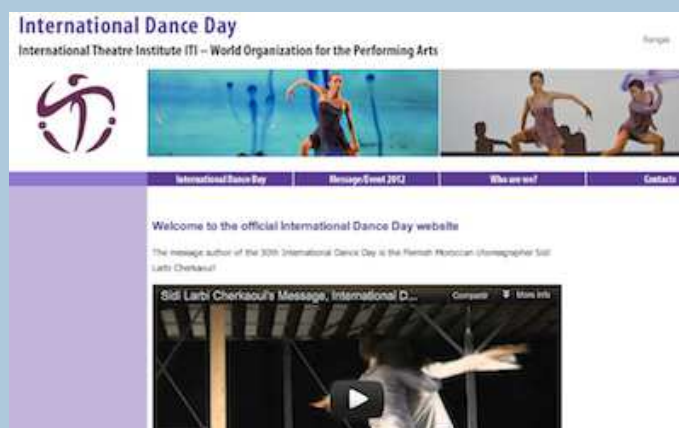 International Dance Day
International Theatre Institute ITI – World Organization for the Performing Arts
français
International Dance Day
Message/Event 2012
Who are we?
Contacts
Welcome to the official International Dance Day website
The message author of the 30th International Dance Day is the Flemish Moroccan choreographer Sidi
Larbi Cherkaoui!
Sidi Larbi Cherkaoui's Message, International D...
Compartir
More info